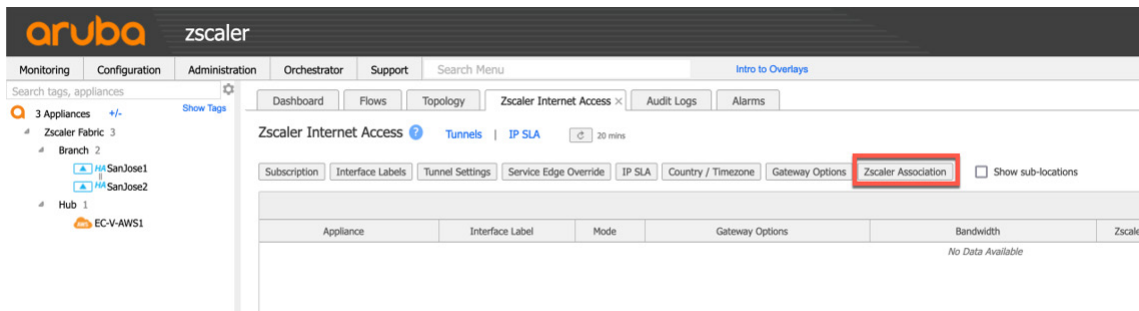 aruba zscaler
Monitoring Configuration Administration Orchestrator Support Search Menu Intro to Overlays
Search tags, appliances
Show Tags
3 Appliances +/-
Zscaler Fabric 3
Branch 2
HA SanJose1
HA SanJose2
Hub 1
EC-V-AWS1
Dashboard Flows Topology Zscaler Internet Access × Audit Logs Alarms
Zscaler Internet Access ? Tunnels | IP SLA 20 mins
Subscription Interface Labels Tunnel Settings Service Edge Override IP SLA Country / Timezone Gateway Options Zscaler Association Show sub-locations
Appliance Interface Label Mode Gateway Options Bandwidth Zscale
No Data Available